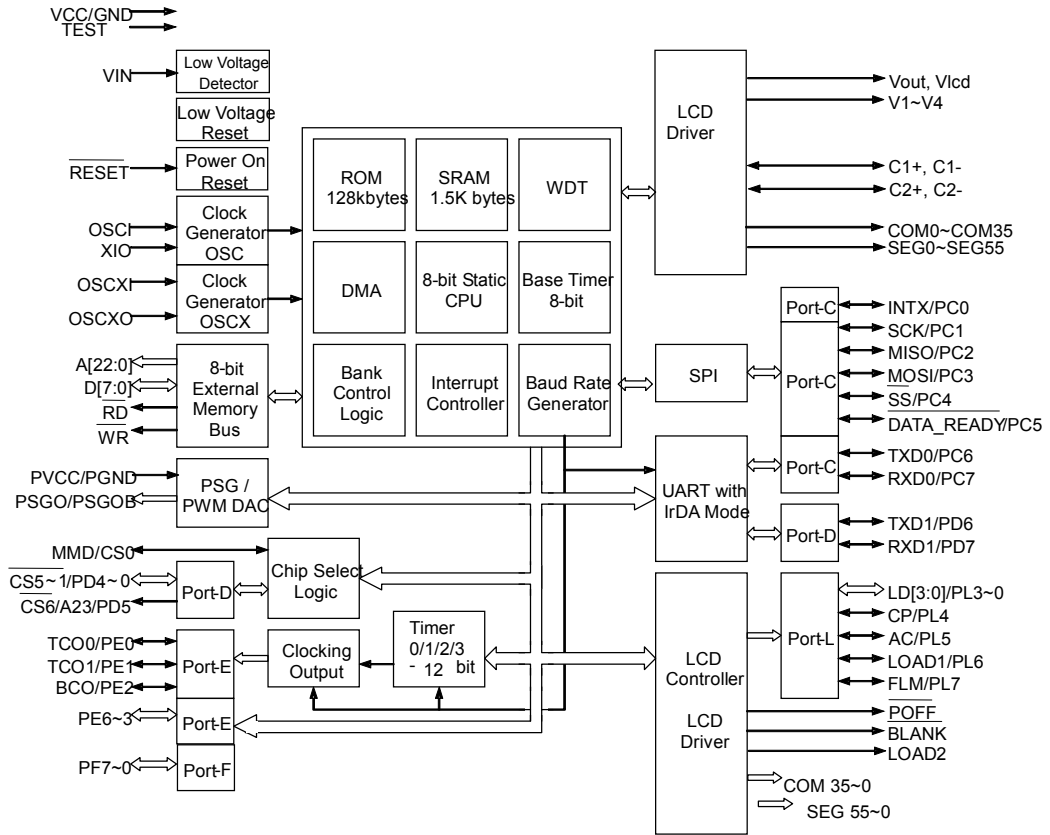 VCC/GND
TEST
VIN
Low Voltage
Detector
Low Voltage
Reset
RESET
Power On
Reset
OSCI
XIO
Clock
Generator
OSC
OSCXI
OSCXO
Clock
Generator
OSCX
A[22:0]
D[7:0]
RD
WR
8-bit
External
Memory
Bus
PVCC/PGND
PSGO/PSGOB
PSG /
PWM DAC
MMD/CS0
CS5~1/PD4~0
CS6/A23/PD5
Port-D
Chip Select
Logic
TCO0/PE0
TCO1/PE1
BCO/PE2
Port-E
Clocking
Output
Timer
0/1/2/3
- 12 bit
PE6~3
Port-E
PF7~0
Port-F
ROM
128kbytes
SRAM
1.5K bytes
WDT
DMA
8-bit Static
CPU
Base Timer
8-bit
Bank
Control
Logic
Interrupt
Controller
Baud Rate
Generator
LCD
Driver
Vout, Vlcd
V1~V4
C1+, C1-
C2+, C2-
COM0~COM35
SEG0~SEG55
SPI
Port-C
INTX/PC0
Port-C
SCK/PC1
MISO/PC2
MOSI/PC3
SS/PC4
DATA_READY/PC5
UART with
IrDA Mode
Port-C
TXD0/PC6
RXD0/PC7
Port-D
TXD1/PD6
RXD1/PD7
LCD
Controller
LCD
Driver
Port-L
LD[3:0]/PL3~0
CP/PL4
AC/PL5
LOAD1/PL6
FLM/PL7
POFF
BLANK
LOAD2
COM 35~0
SEG 55~0